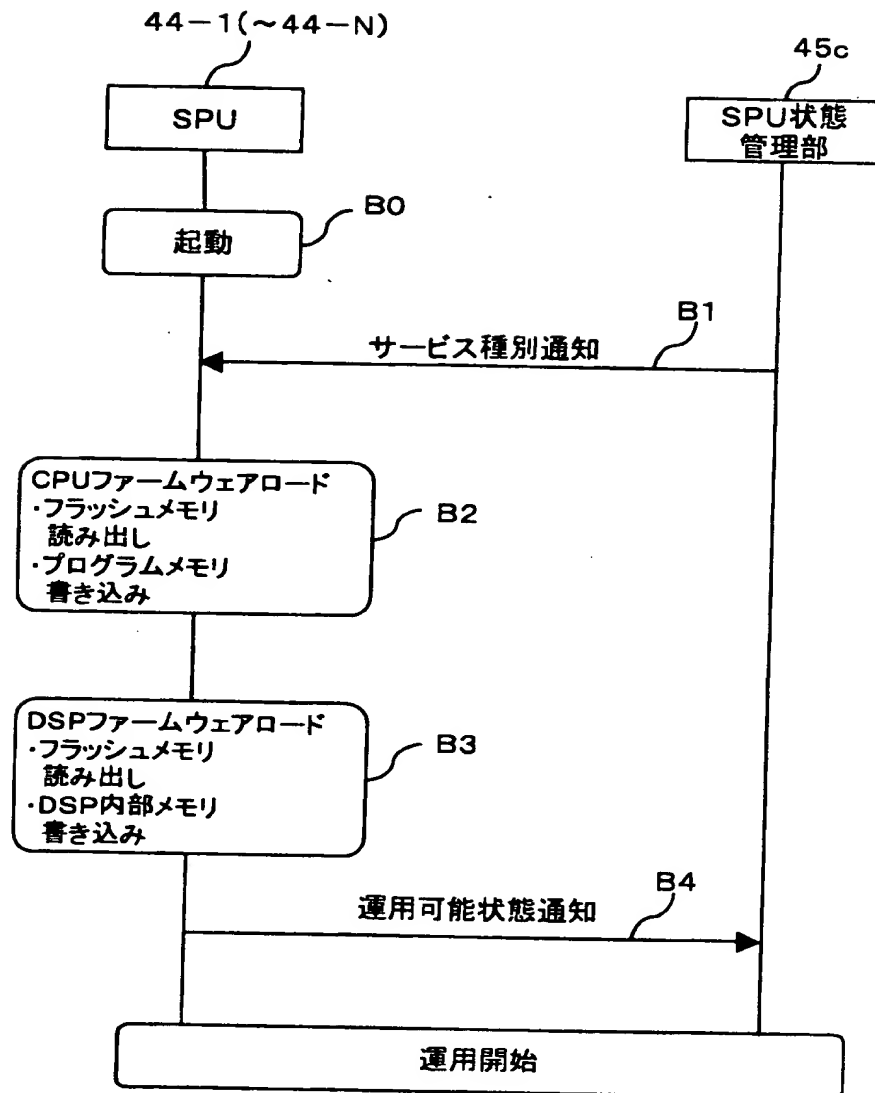 44-1(~44-N)
45c
SPU
SPU状態
管理部
起動
B0
B1
サービス種別通知
CPUファームウェアロード
・フラッシュメモリ
読み出し
・プログラムメモリ
書き込み
B2
DSPファームウェアロード
・フラッシュメモリ
読み出し
・DSP内部メモリ
書き込み
B3
B4
運用可能状態通知
運用開始